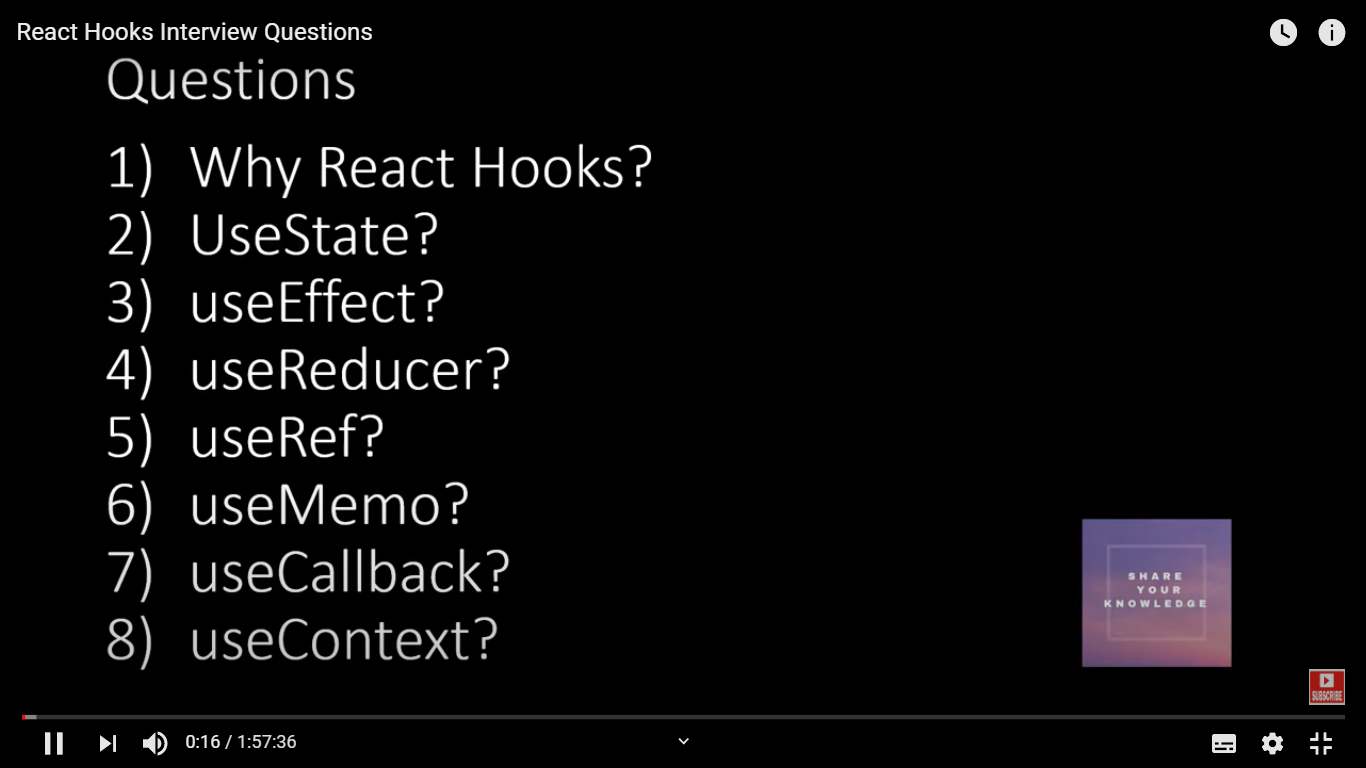 React Hooks Interview Questions
Questions
1) Why React Hooks?
2) UseState?
3) useEffect?
4) useReducer?
5) useRef?
6) useMemo?
7) useCallback?
8) useContext?
SHARE
YOUR
KNOWLEDGE
SUBSCRIBE
0:16 / 1:57:36